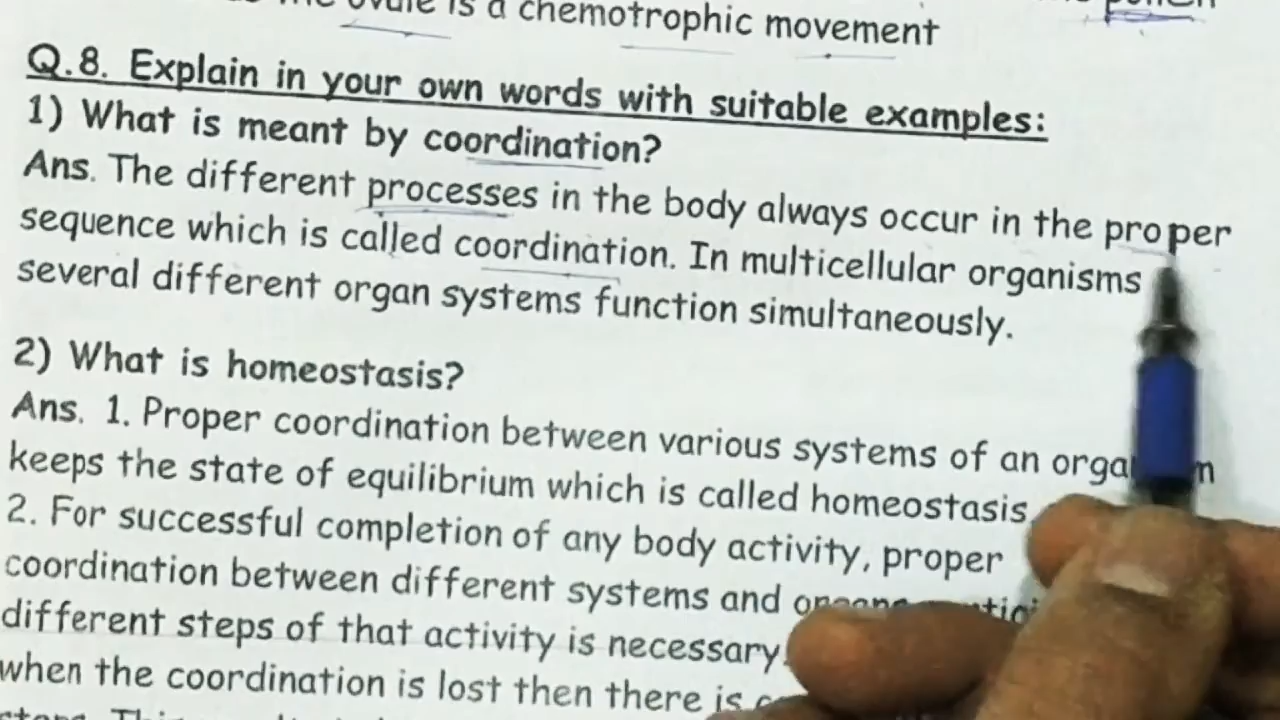 the ovule is a chemotrophic movement
Q.8. Explain in your own words with suitable examples:
1) What is meant by coordination?
Ans. The different processes in the body always occur in the proper
sequence which is called coordination. In multicellular organisms
several different organ systems function simultaneously.
2) What is homeostasis?
Ans. 1. Proper coordination between various systems of an
keeps the state of equilibrium which is called homeostasis
2. For successful completion of any body activity, proper
coordination between different systems and
different steps of that activity is necessary.
when the coordination is lost then there is